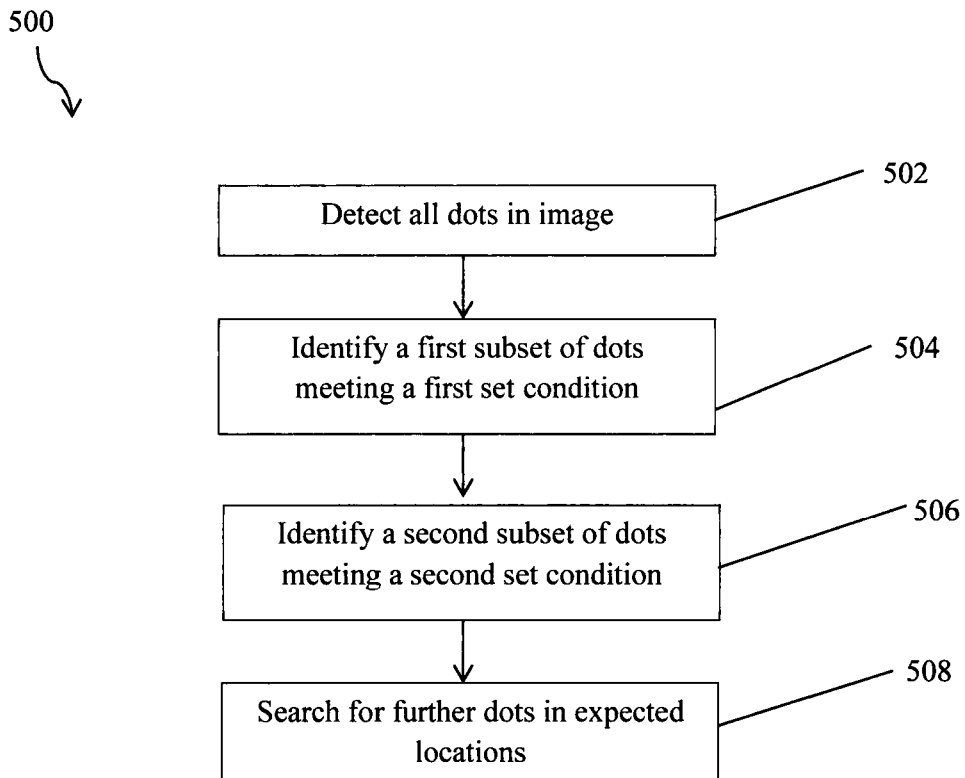 500
502
Detect all dots in image
504
Identify a first subset of dots
meeting a first set condition
506
Identify a second subset of dots
meeting a second set condition
508
Search for further dots in expected
locations